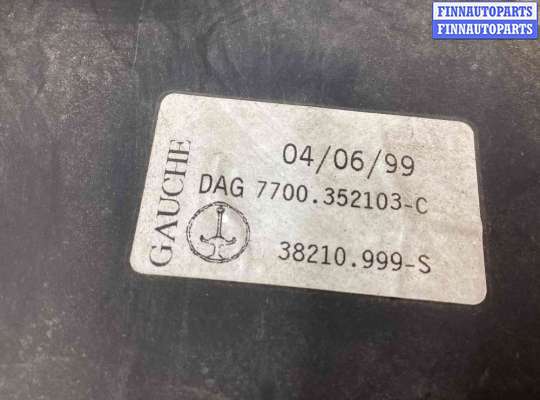 FINNAUTOPARTS
FINNAUTOPARTS
GAUCHE
04/06/99
DAG 7700.352103-C
38210.999-S